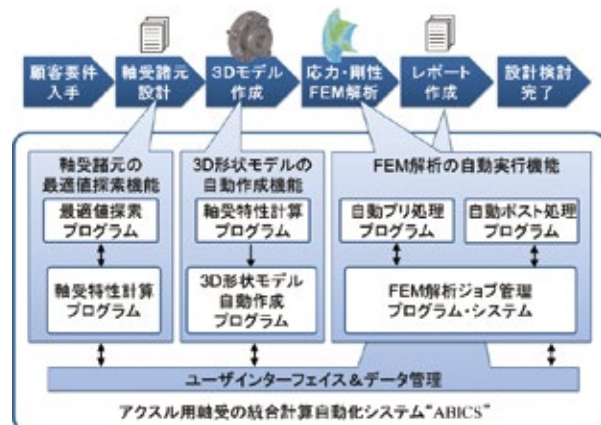 顧客要件
入手
軸受諸元
設計
3Dモデル
作成
応力・剛性
FEM解析
レポート
作成
設計検討
完了
軸受諸元の
最適値探索機能
最適値探索
プログラム
軸受特性計算
プログラム
3D形状モデルの
自動作成機能
軸受特性計算
プログラム
3D形状モデル
自動作成
プログラム
FEM解析の自動実行機能
自動プリ処理
プログラム
自動ポスト処理
プログラム
FEM解析ジョブ管理
プログラム・システム
ユーザインターフェイス&データ管理
アクスル用軸受の統合計算自動化システム“ABICS”